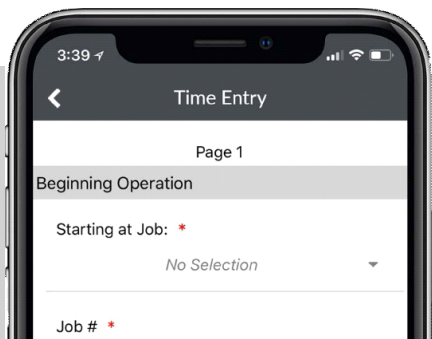 3:39
Time Entry
Page 1
Beginning Operation
Starting at Job: *
No Selection
Job # *